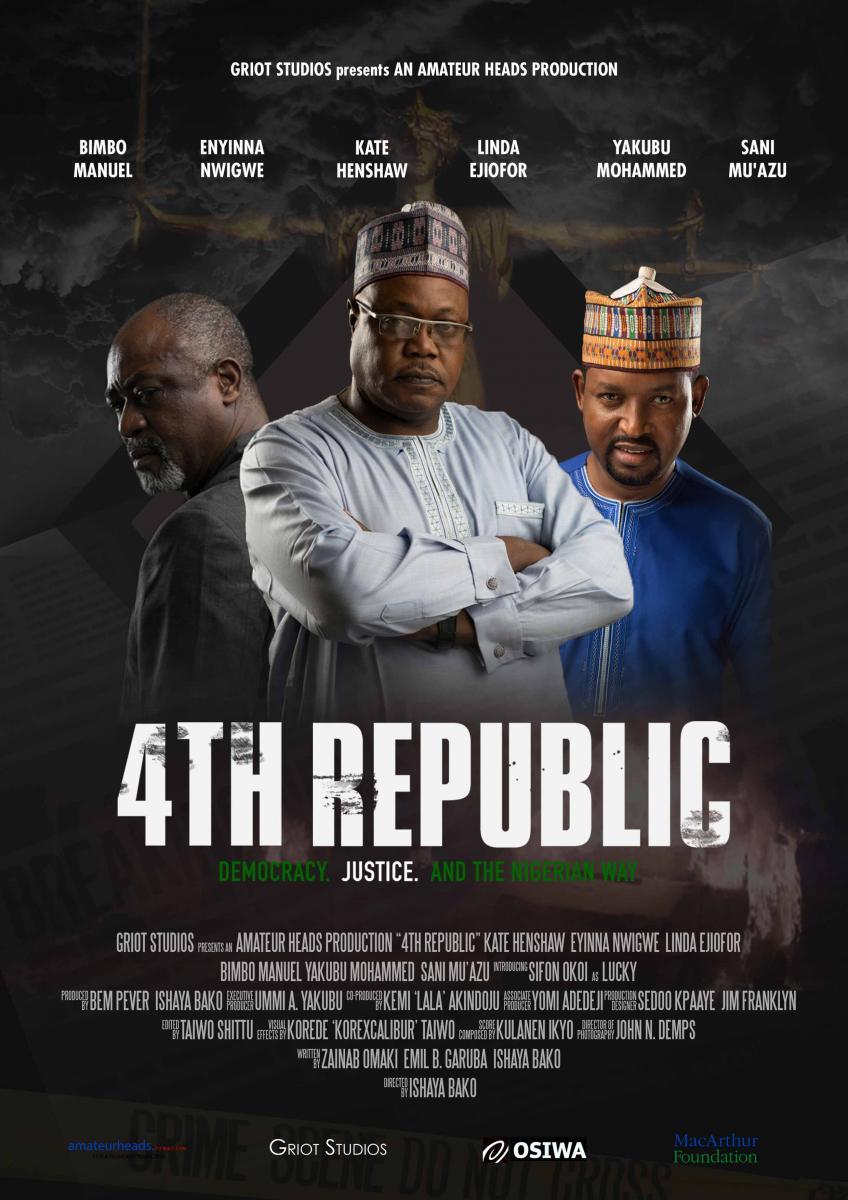 GRIOT STUDIOS presents AN AMATEUR HEADS PRODUCTION
BIMBO MANUEL
ENYINNA NWIGWE
KATE HENSHAW
LINDA EJIOFOR
YAKUBU MOHAMMED
SANI MU'AZU
4TH REPUBLIC
DEMOCRACY. JUSTICE. AND THE NIGERIAN WAY
GRIOT STUDIOS PRESENTS AN AMATEUR HEADS PRODUCTION "4TH REPUBLIC" KATE HENSHAW EYINNA NWIGWE LINDA EJIOFOR
BIMBO MANUEL YAKUBU MOHAMMED SANI MU'AZU INTRODUCING SIFON OKOI AS LUCKY
PRODUCED BY BEM PEVER ISHAYA BAKO EXECUTIVE PRODUCER UMMI A. YAKUBU CO-PRODUCED BY KEMI 'LALA' AKINDOJU ASSOCIATE PRODUCER YOMI ADEDEJI PRODUCTION DESIGNER SEDOO KPAAYE JIM FRANKLYN
EDITED BY TAIWO SHITTU VISUAL EFFECTS BY KOREDE 'KOREXCALIBUR' TAIWO SCORE COMPOSED BY KULANEN IKYO DIRECTOR OF PHOTOGRAPHY JOHN N. DEMPS
WRITTEN BY ZAINAB OMAKI EMIL B. GARUBA ISHAYA BAKO
DIRECTED BY ISHAYA BAKO
CRIME SCENE DO NOT CROSS
amateurheads.
GRIOT STUDIOS
OSIWA
MacArthur
Foundation